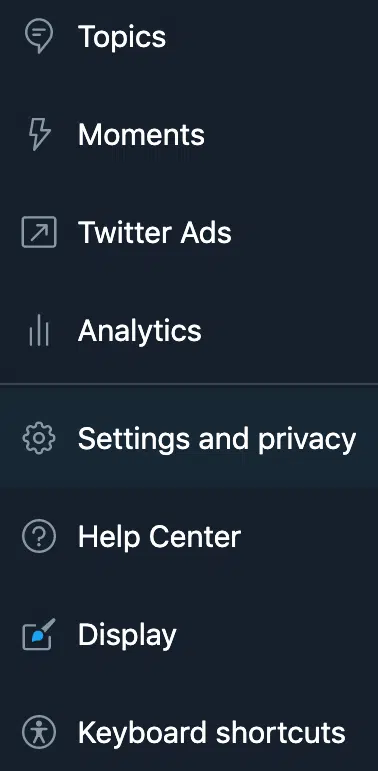 Topics
Moments
Twitter Ads
Analytics
Settings and privacy
Help Center
Display
Keyboard shortcuts